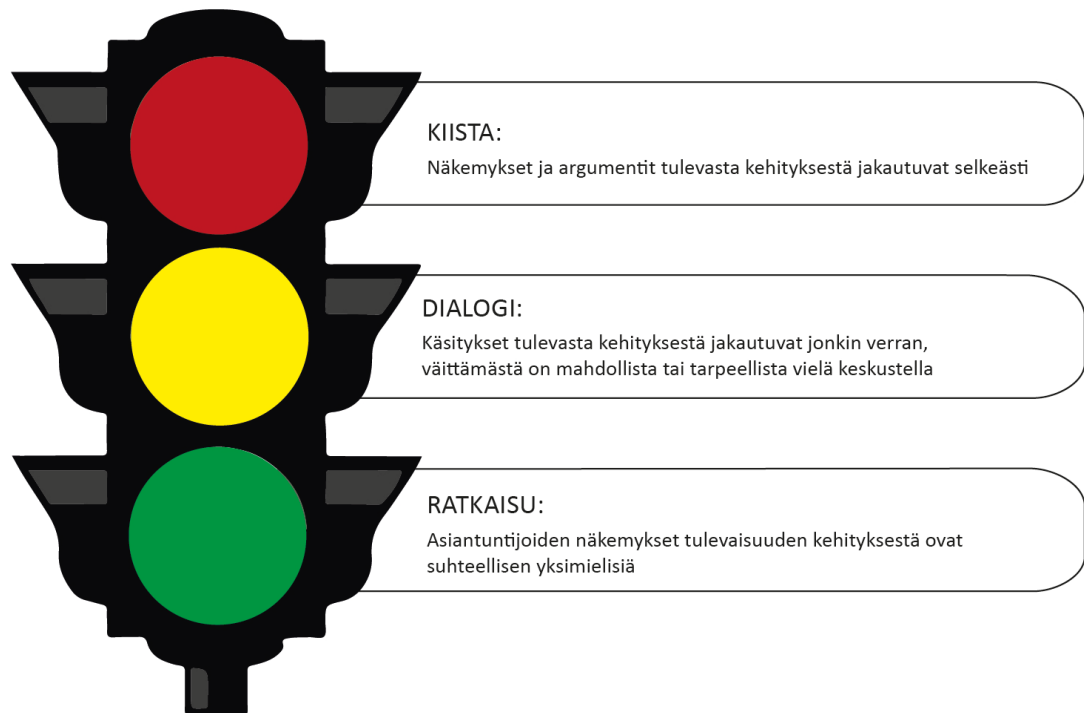 KIISTA:
Näkemykset ja argumentit tulevasta kehityksestä jakautuvat selkeästi
DIALOGI:
Käsitykset tulevasta kehityksestä jakautuvat jonkin verran,
väittämästä on mahdollista tai tarpeellista vielä keskustella
RATKAISU:
Asiantuntijoiden näkemykset tulevaisuuden kehityksestä ovat
suhteellisen yksimielisiä